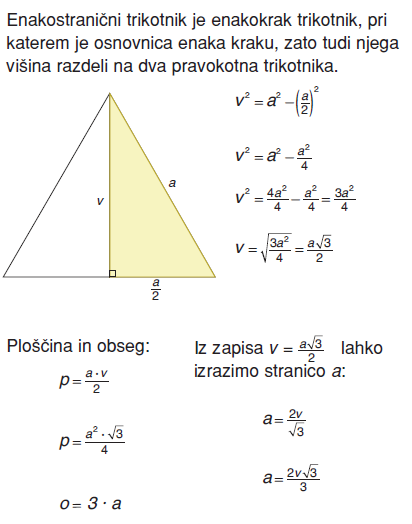 Enakostranični trikotnik je enakokrak trikotnik, pri
katerem je osnovnica enaka kraku, zato tudi njega
višina razdeli na dva pravokotna trikotnika.
v
a
a/2
v² = a² − (a/2)²
v² = a² − a²/4
v² = 4a²/4 − a²/4 = 3a²/4
v = √(3a²/4) = a√3/2
Ploščina in obseg:
p = a · v/2
p = a² · √3/4
o = 3 · a
Iz zapisa v = a√3/2 lahko
izrazimo stranico a:
a = 2v/√3
a = 2v√3/3